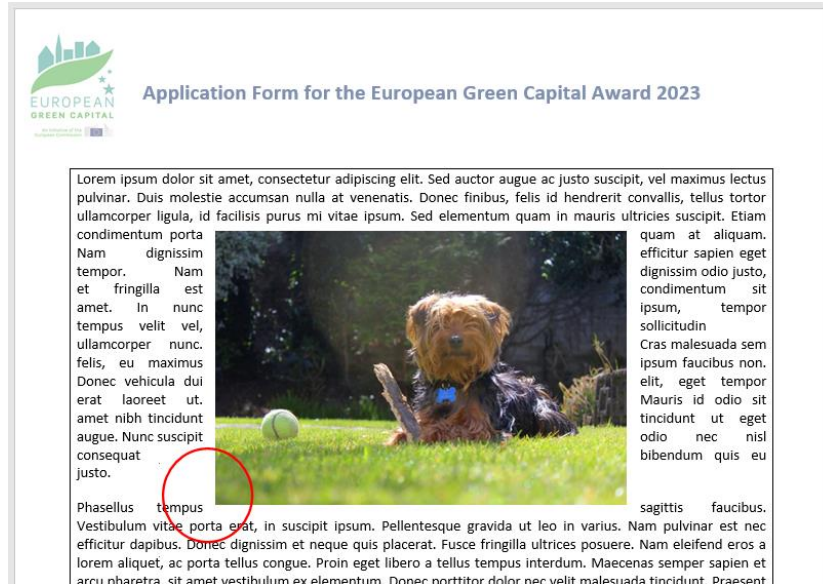 EUROPEAN
GREEN CAPITAL
An initiative of the
European Commission
Application Form for the European Green Capital Award 2023
Lorem ipsum dolor sit amet, consectetur adipiscing elit. Sed auctor augue ac justo suscipit, vel maximus lectus
pulvinar. Duis molestie accumsan nulla at venenatis. Donec finibus, felis id hendrerit convallis, tellus tortor
ullamcorper ligula, id facilisis purus mi vitae ipsum. Sed elementum quam in mauris ultricies suscipit. Etiam
condimentum porta quam at aliquam.
Nam dignissim efficitur sapien eget
tempor. Nam dignissim odio justo,
et fringilla est condimentum sit
amet. In nunc ipsum, tempor
tempus velit vel, sollicitudin
ullamcorper nunc. Cras malesuada sem
felis, eu maximus ipsum faucibus non.
Donec vehicula dui elit, eget tempor
erat laoreet ut. Mauris id odio sit
amet nibh tincidunt tincidunt ut eget
augue. Nunc suscipit odio nec nisl
consequat bibendum quis eu
justo.
Phasellus tempus sagittis faucibus.
Vestibulum vitae porta erat, in suscipit ipsum. Pellentesque gravida ut leo in varius. Nam pulvinar est nec
efficitur dapibus. Donec dignissim et neque quis placerat. Fusce fringilla ultrices posuere. Nam eleifend eros a
lorem aliquet, ac porta tellus congue. Proin eget libero a tellus tempus interdum. Maecenas semper sapien et
arcu pharetra, sit amet vestibulum ex elementum. Donec porttitor dolor nec velit malesuada tincidunt. Praesent